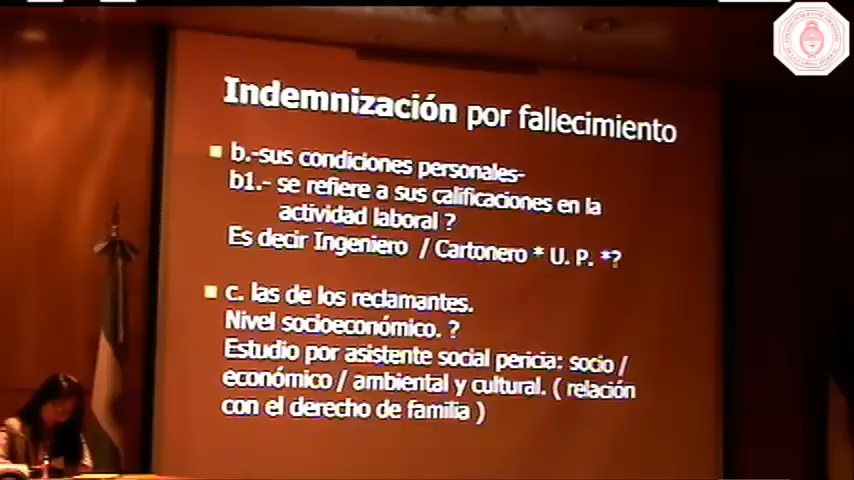 Indemnización por fallecimiento
b.-sus condiciones personales-
b1.- se refiere a sus calificaciones en la
actividad laboral ?
Es decir Ingeniero / Cartonero * U. P. *?
c. las de los reclamantes.
Nivel socioeconómico. ?
Estudio por asistente social pericia: socio /
económico / ambiental y cultural. ( relación
con el derecho de familia )